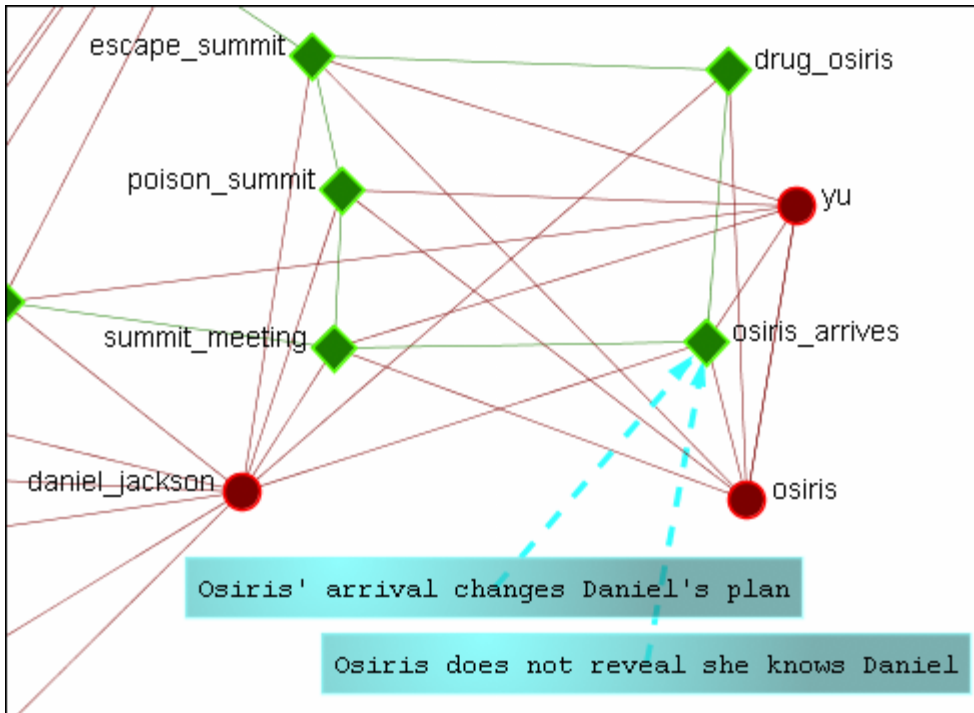 escape_summit
drug_osiris
poison_summit
yu
summit_meeting
osiris_arrives
daniel_jackson
osiris
Osiris' arrival changes Daniel's plan
Osiris does not reveal she knows Daniel